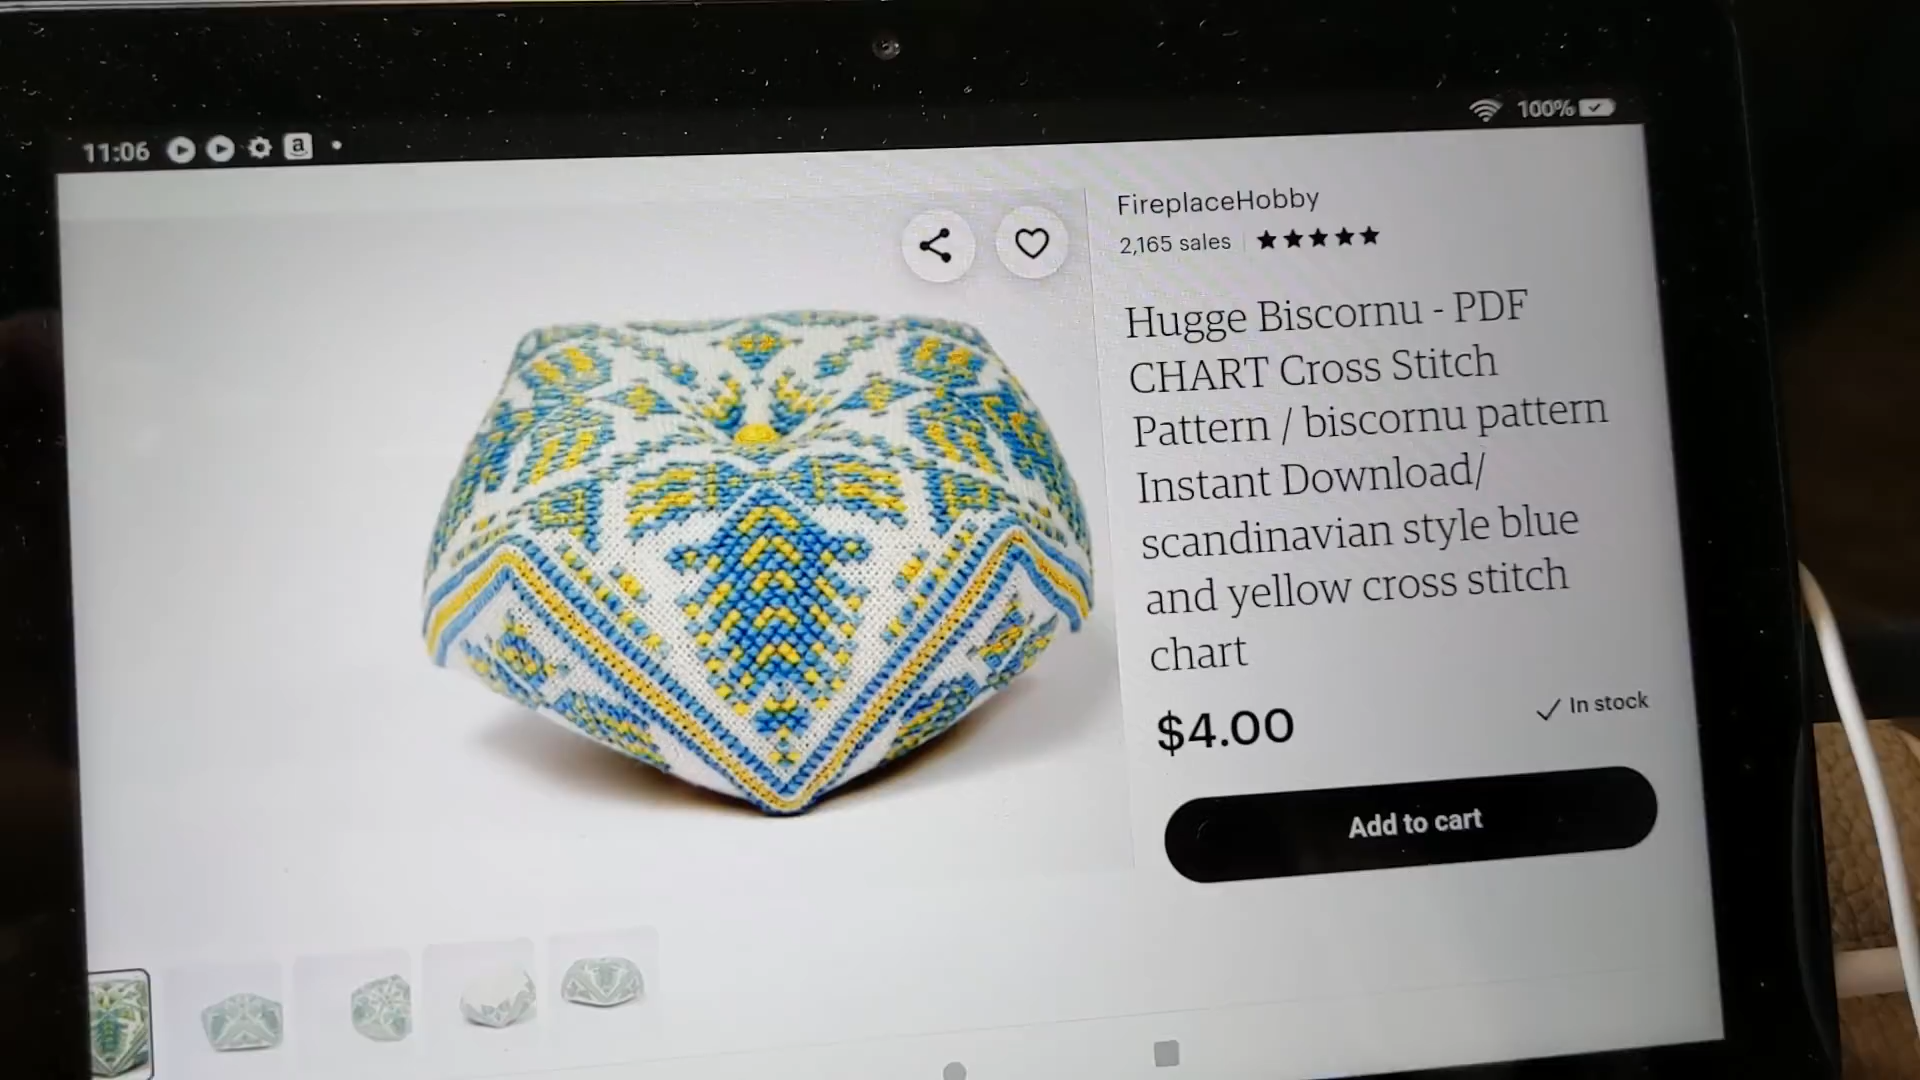 11:06
a
100%
FireplaceHobby
2,165 sales
Hugge Biscornu - PDF
CHART Cross Stitch
Pattern / biscornu pattern
Instant Download/
scandinavian style blue
and yellow cross stitch
chart
$4.00
In stock
Add to cart